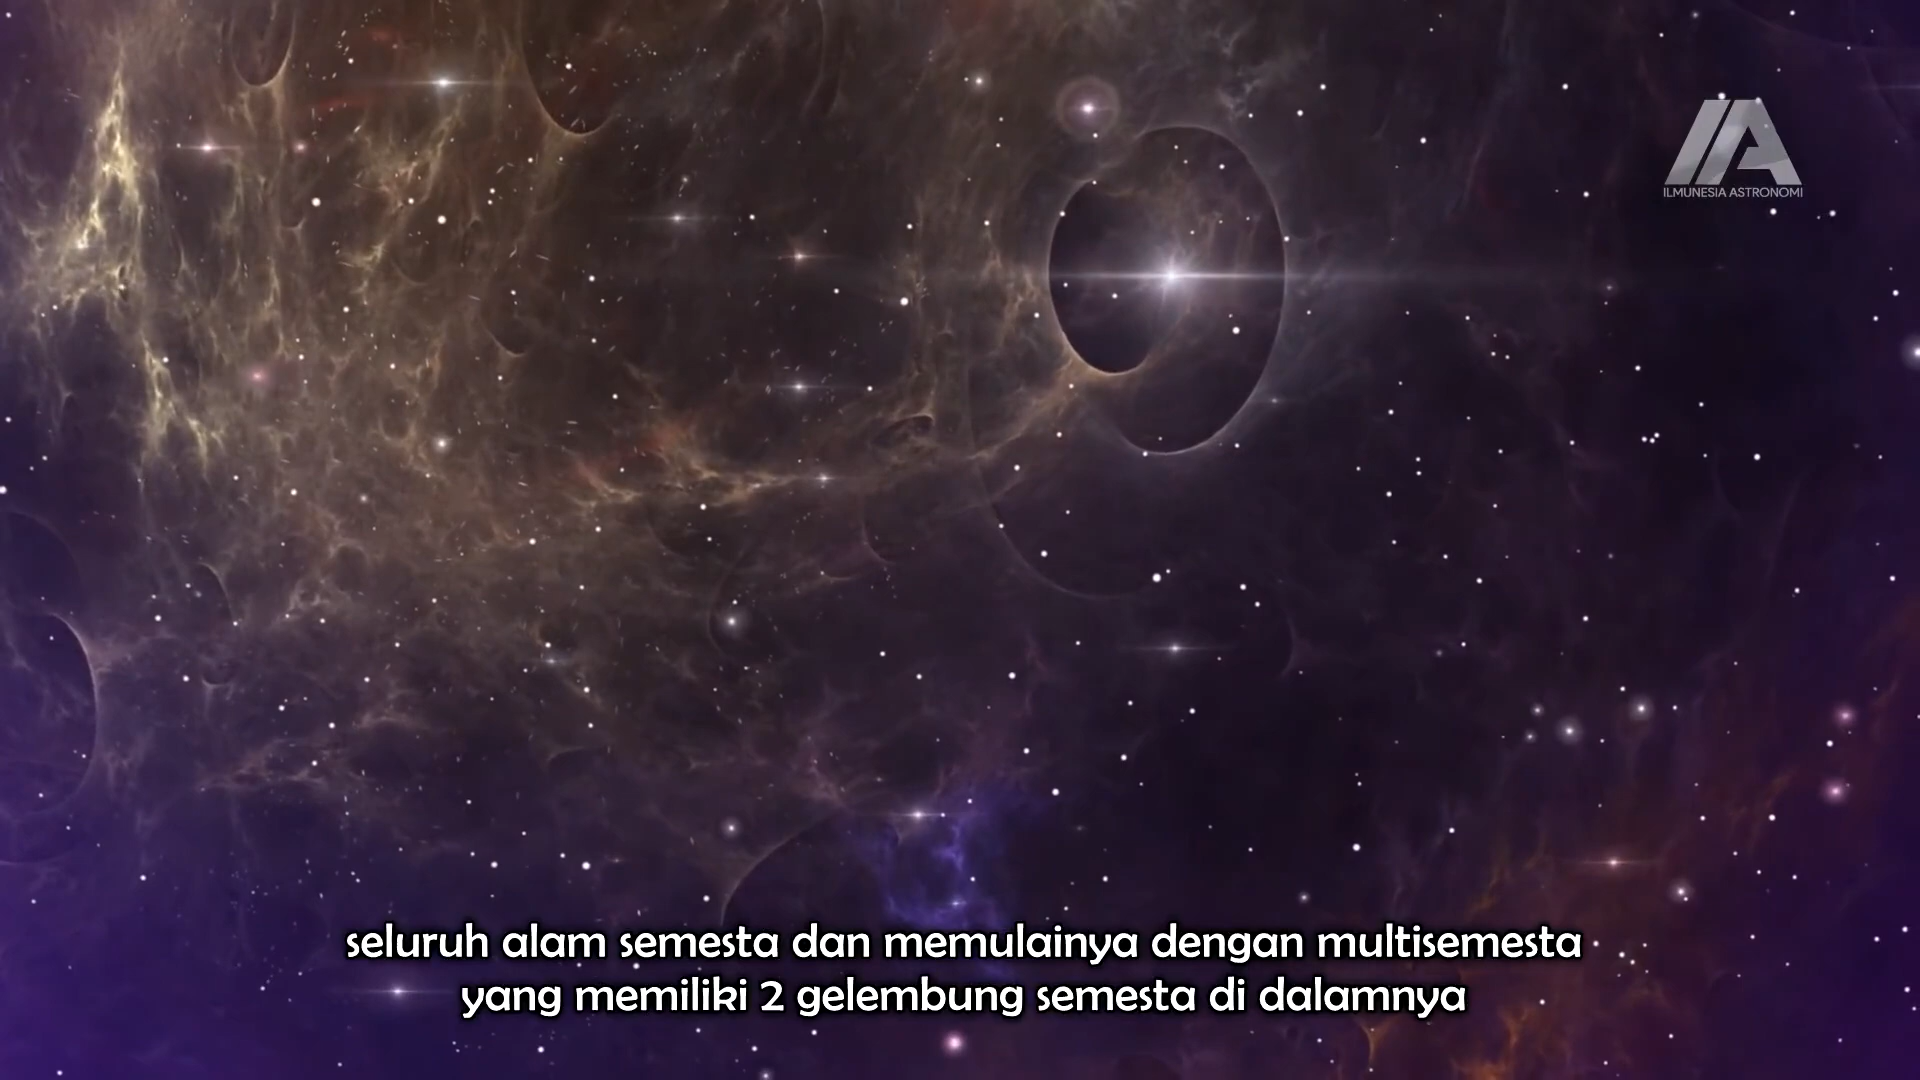 ILMUNESIA ASTRONOMI
seluruh alam semesta dan memulainya dengan multisemesta
yang memiliki 2 gelembung semesta di dalamnya